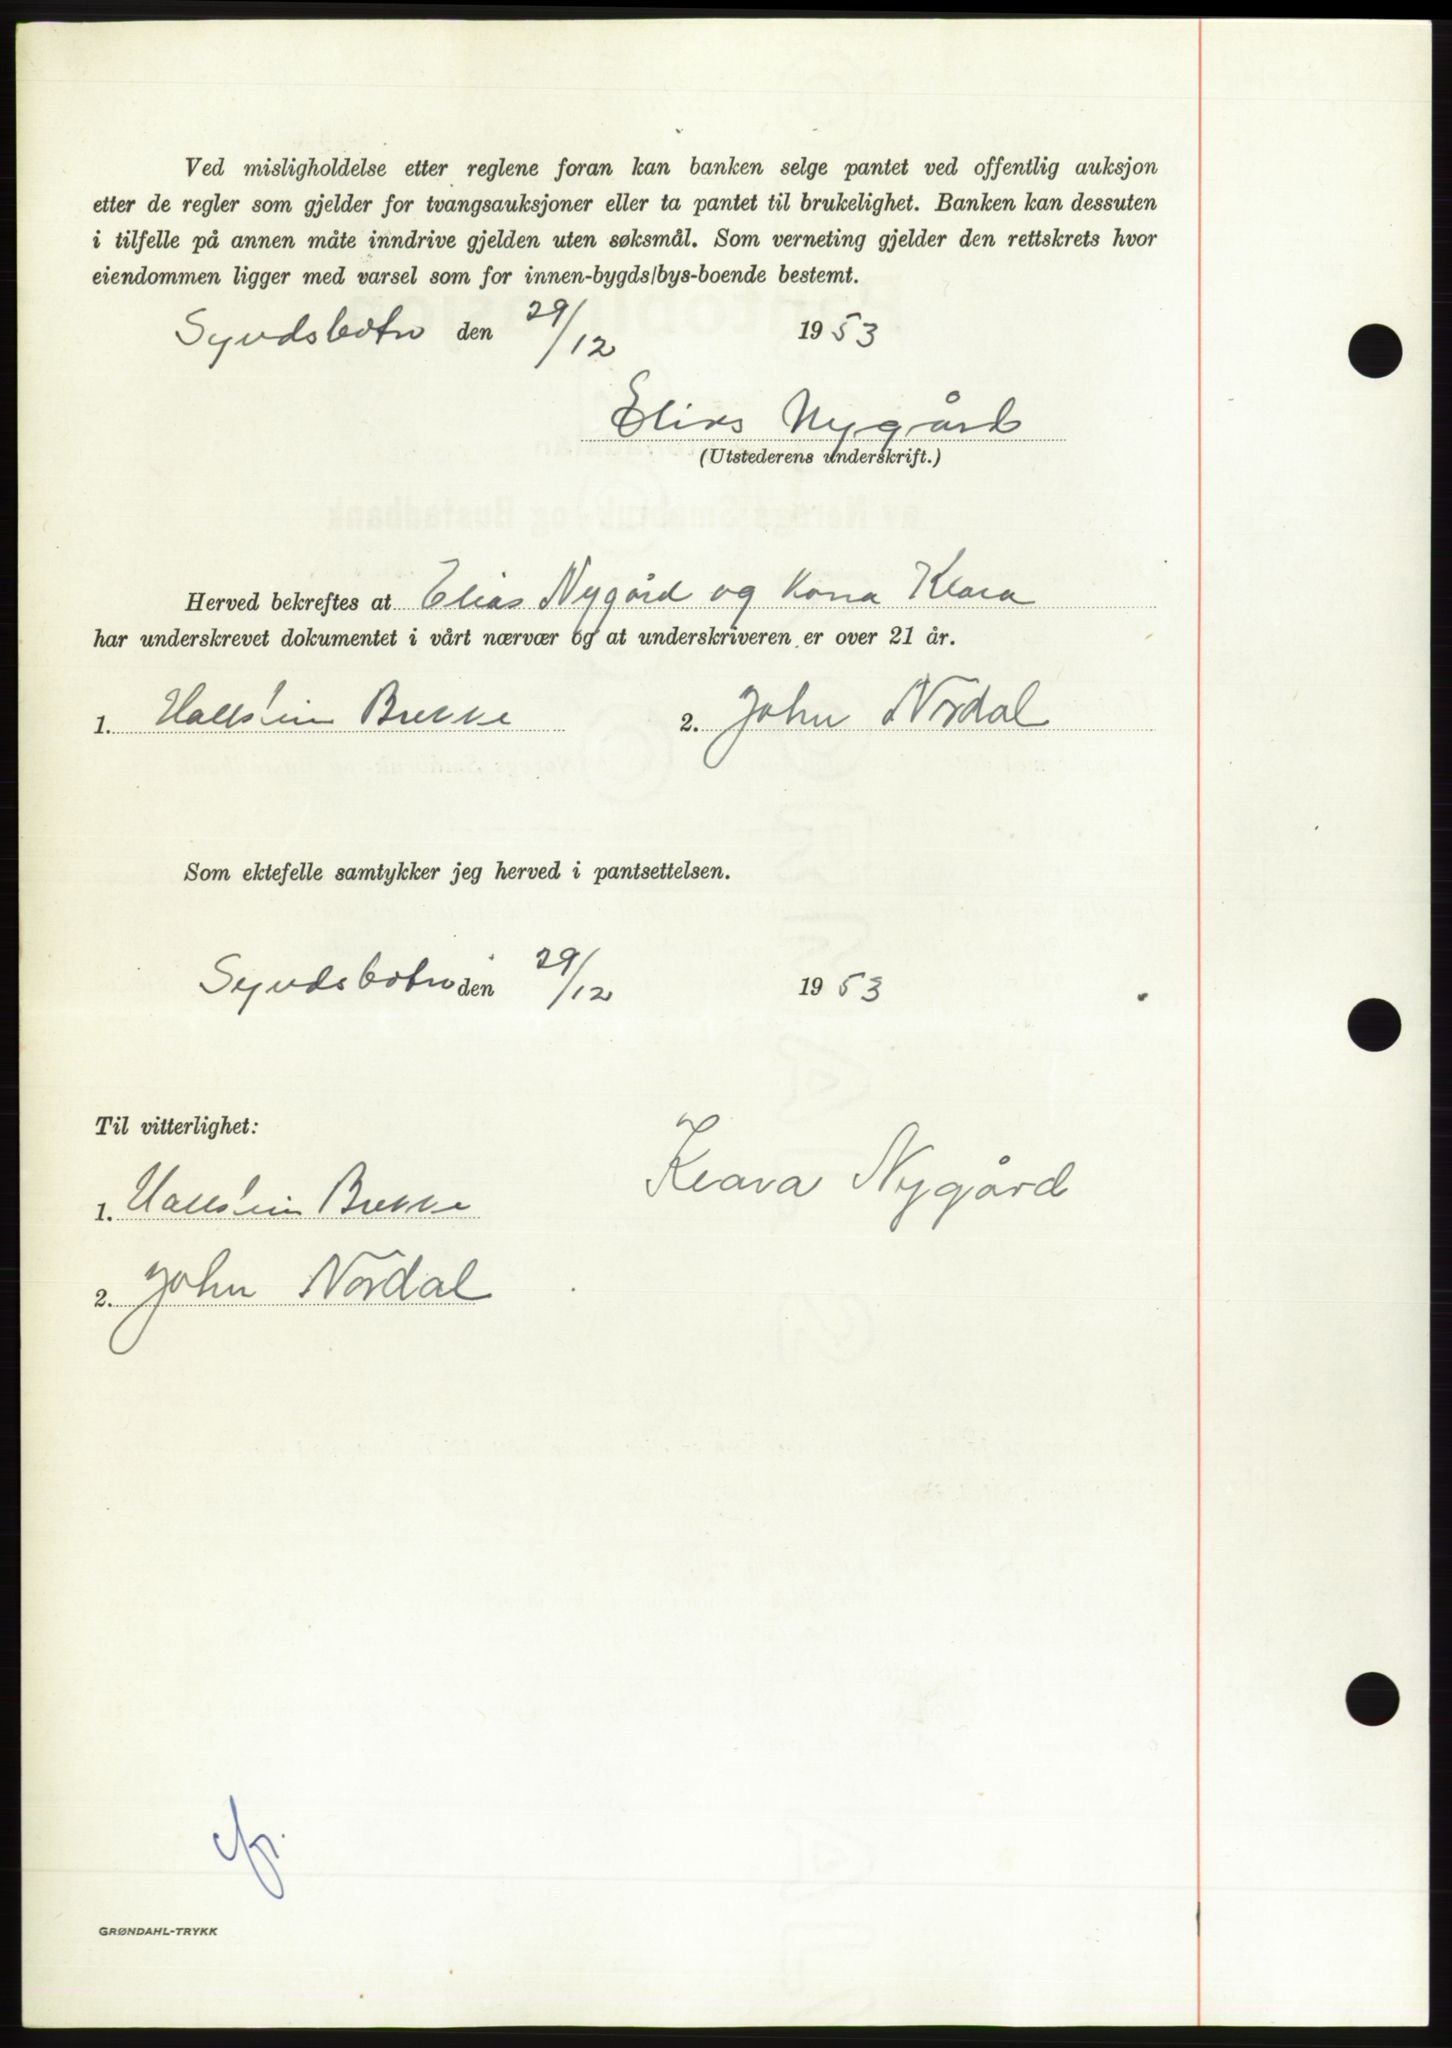 Ved misligholdelse etter reglene foran kan banken selge pantet ved offentlig auksjon
etter de regler som gjelder for tvangsauksjoner eller ta pantet til brukelighet. Banken kan dessuten
i tilfelle på annen måte inndrive gjelden uten søksmål. Som verneting gjelder den rettskrets hvor
eiendommen ligger med varsel som for innen-bygds/bys-boende bestemt.
Syvdsbotn den 29/12 1953
Elias Nygård
(Utstederens underskrift.)
Herved bekreftes at Elias Nygård og kona Klara
har underskrevet dokumentet i vårt nærvær og at underskriveren er over 21 år.
1. Hallstein Brekke 2. John Nordal
Som ektefelle samtykker jeg herved i pantsettelsen.
Syvdsbotn den 29/12 1953
Til vitterlighet:
Klara Nygård
1. Hallstein Brekke
2. John Nordal
GRØNDAHL-TRYKK